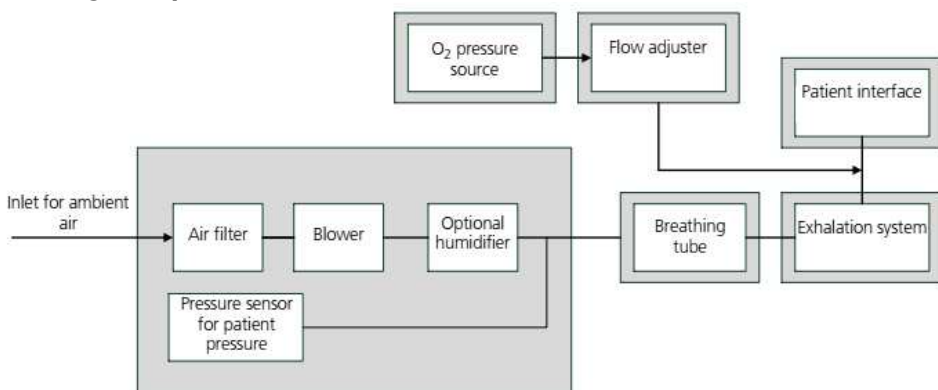 O₂ pressure
source
Flow adjuster
Patient interface
Inlet for ambient
air
Air filter
Blower
Optional
humidifier
Breathing
tube
Exhalation system
Pressure sensor
for patient
pressure